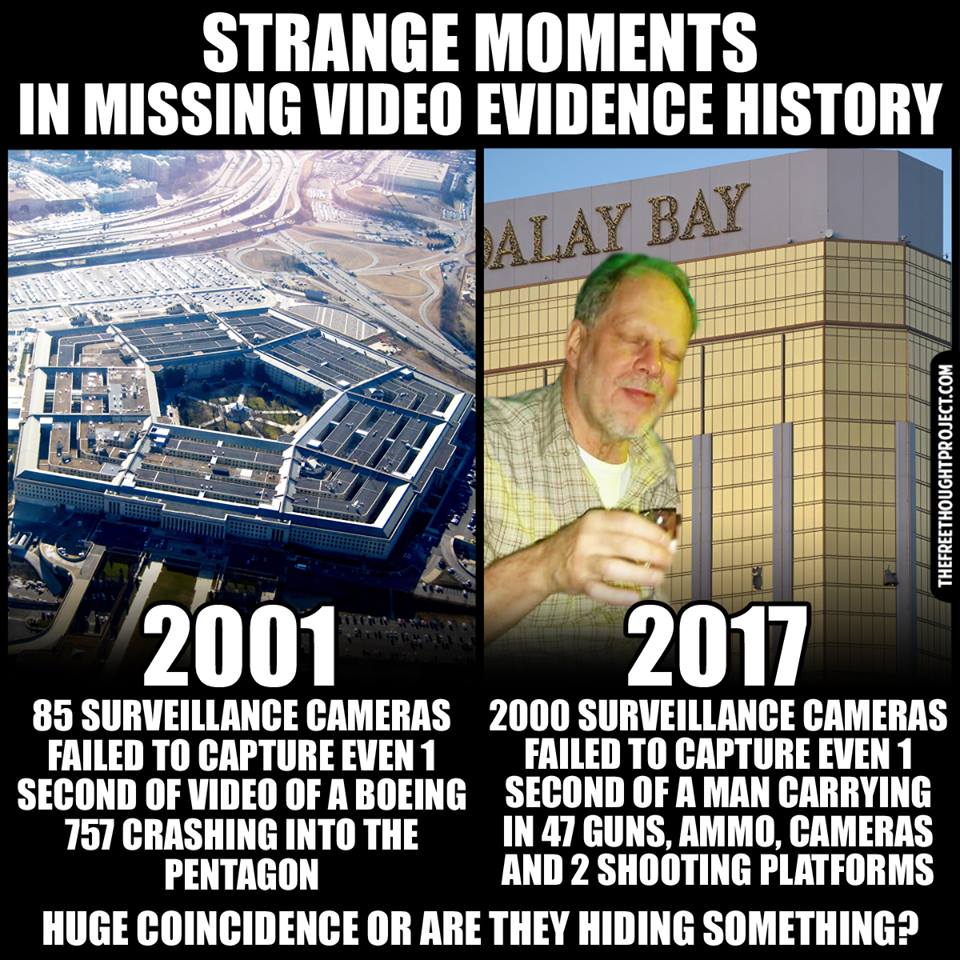 STRANGE MOMENTS
IN MISSING VIDEO EVIDENCE HISTORY
DALAY BAY
THEFREETHOUGHTPROJECT.COM
2001
85 SURVEILLANCE CAMERAS
FAILED TO CAPTURE EVEN 1
SECOND OF VIDEO OF A BOEING
757 CRASHING INTO THE
PENTAGON
2017
2000 SURVEILLANCE CAMERAS
FAILED TO CAPTURE EVEN 1
SECOND OF A MAN CARRYING
IN 47 GUNS, AMMO, CAMERAS
AND 2 SHOOTING PLATFORMS
HUGE COINCIDENCE OR ARE THEY HIDING SOMETHING?